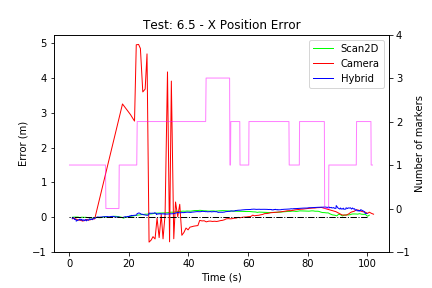 Test: 6.5 - X Position Error
Scan2D
Camera
Hybrid
Error (m)
5
4
3
2
1
0
−1
Number of markers
4
3
2
1
0
−1
0 20 40 60 80 100
Time (s)